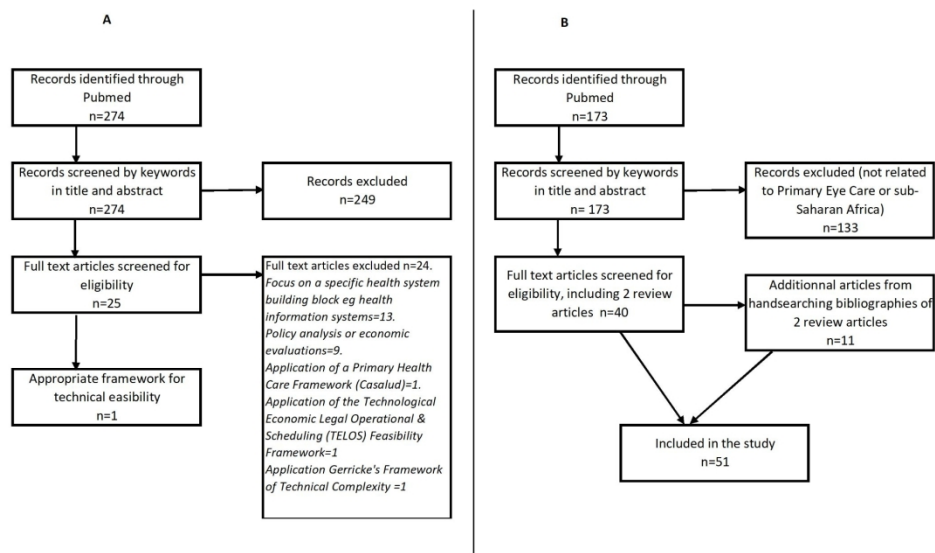 A
Records identified through
Pubmed
n=274
Records screened by keywords
in title and abstract
n=274
Records excluded
n=249
Full text articles screened for
eligibility
n=25
Full text articles excluded n=24.
Focus on a specific health system
building block eg health
information systems=13.
Policy analysis or economic
evaluations=9.
Application of a Primary Health
Care Framework (Casalud)=1.
Application of the Technological
Economic Legal Operational &
Scheduling (TELOS) Feasibility
Framework=1
Application Gerricke's Framework
of Technical Complexity =1
Appropriate framework for
technical easibility
n=1
B
Records identified through
Pubmed
n=173
Records screened by keywords
in title and abstract
n= 173
Records excluded (not related
to Primary Eye Care or sub-
Saharan Africa)
n=133
Full text articles screened for
eligibility, including 2 review
articles n=40
Additionnal articles from
handsearching bibliographies of
2 review articles
n=11
Included in the study
n=51